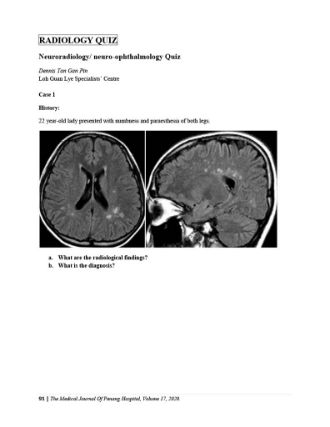 RADIOLOGY QUIZ
Neuroradiology/ neuro-ophthalmology Quiz
Dennis Tan Gan Pin
Loh Guan Lye Specialists' Centre
Case 1
History:
22 year-old lady presented with numbness and paraesthesia of both legs.
a. What are the radiological findings?
b. What is the diagnosis?
91 | The Medical Journal Of Penang Hospital, Volume 17, 2020.